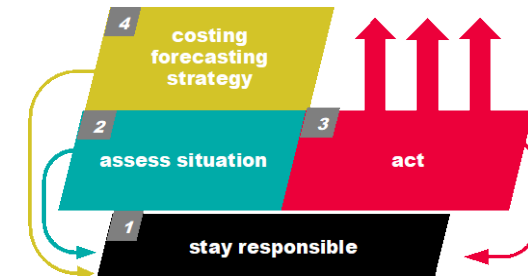 4
costing
forecasting
strategy
2
assess situation
3
act
1
stay responsible